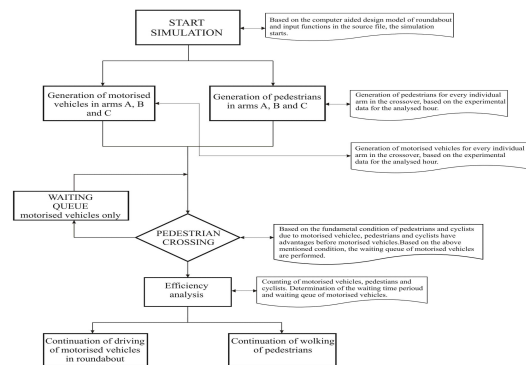 START
SIMULATION
Based on the computer aided design model of roundabout
and input functions in the source file, the simulation
starts.
Generation of motorised
vehicles in arms A, B
and C
Generation of pedestrians
in arms A, B and C
Generation of pedestrians for every individual
arm in the crossover, based on the experimental
data for the analysed hour.
Generation of motorised vehicles for every individual
arm in the crossover, based on the experimental
data for the analysed hour.
WAITING
QUEUE
motorised vehicles only
PEDESTRIAN
CROSSING
Based on the fundametal condition of pedestrians and cyclists
due to motorised vehicle, pedestrians and cyclists have
advantages before motorised vehicles.Based on the above
mentioned condition, the waiting queue of motorised vehicles
are performed.
Efficiency
analysis
Counting of motorised vehicles, pedestians and
cyclists. Determination of the waiting time perioud
and waiting qeue of motorised vehicles.
Continuation of driving
of motorised vehicles
in roundabout
Continuation of wolking
of pedestrians